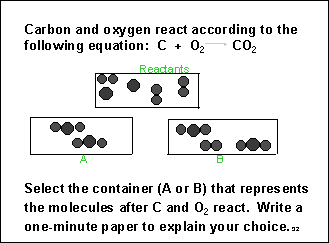 Carbon and oxygen react according to the
following equation: C + O₂ → CO₂
Reactants
A B
Select the container (A or B) that represents
the molecules after C and O₂ react. Write a
one-minute paper to explain your choice.